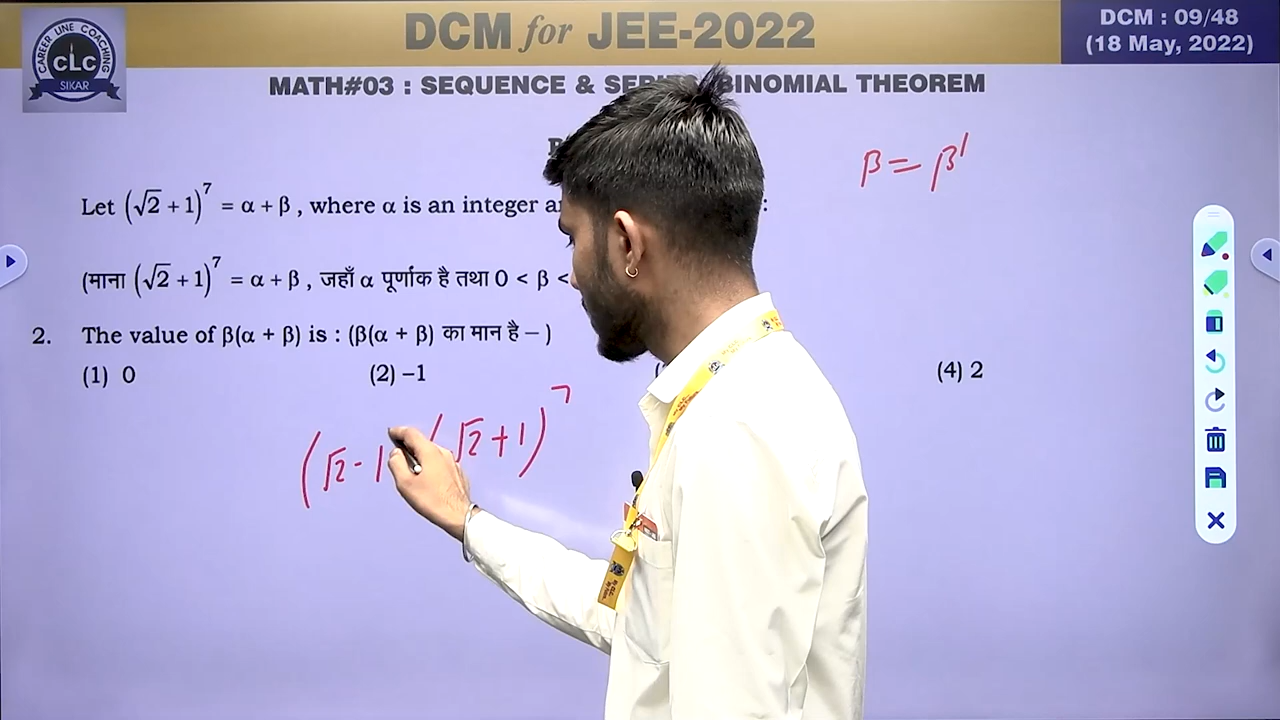 DCM for JEE-2022
DCM : 09/48
(18 May, 2022)
CAREER LINE COACHING
CLC
SIKAR
MATH#03 : SEQUENCE & BINOMIAL THEOREM
β = β'
Let (√2 + 1)⁷ = α + β , where α is an integer :
(माना (√2 + 1)⁷ = α + β , जहाँ α पूर्णांक है तथा 0 < β <
2. The value of β(α + β) is : (β(α + β) का मान है – )
(1) 0 (2) –1 (4) 2
(√2 - 1 (√2 + 1)⁷